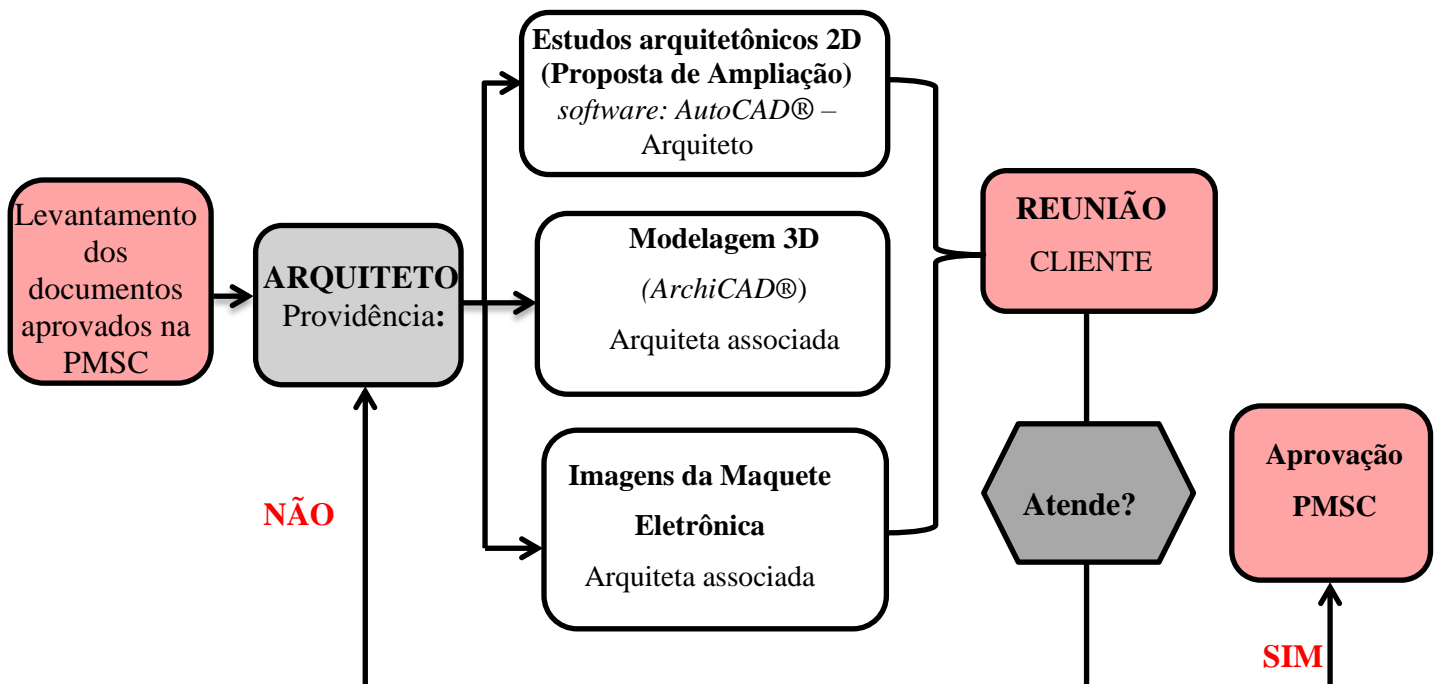 Levantamento
dos
documentos
aprovados na
PMSC
ARQUITETO
Providência:
Estudos arquitetônicos 2D
(Proposta de Ampliação)
software: AutoCAD® –
Arquiteto
Modelagem 3D
(ArchiCAD®)
Arquiteta associada
Imagens da Maquete
Eletrônica
Arquiteta associada
REUNIÃO
CLIENTE
Atende?
NÃO
SIM
Aprovação
PMSC